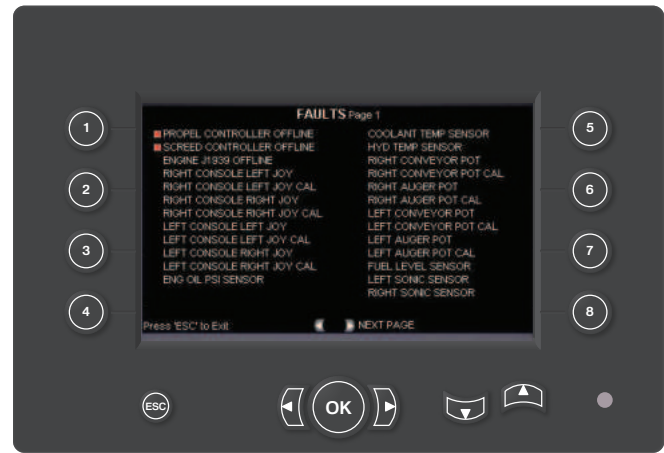 FAULTS Page 1
PROPEL CONTROLLER OFFLINE
SCREED CONTROLLER OFFLINE
ENGINE J1939 OFFLINE
RIGHT CONSOLE LEFT JOY
RIGHT CONSOLE LEFT JOY CAL
RIGHT CONSOLE RIGHT JOY
RIGHT CONSOLE RIGHT JOY CAL
LEFT CONSOLE LEFT JOY
LEFT CONSOLE LEFT JOY CAL
LEFT CONSOLE RIGHT JOY
LEFT CONSOLE RIGHT JOY CAL
ENG OIL PSI SENSOR
COOLANT TEMP SENSOR
HYD TEMP SENSOR
RIGHT CONVEYOR POT
RIGHT CONVEYOR POT CAL
RIGHT AUGER POT
RIGHT AUGER POT CAL
LEFT CONVEYOR POT
LEFT CONVEYOR POT CAL
LEFT AUGER POT
LEFT AUGER POT CAL
FUEL LEVEL SENSOR
LEFT SONIC SENSOR
RIGHT SONIC SENSOR
Press 'ESC' to Exit
NEXT PAGE
1
2
3
4
5
6
7
8
ESC
OK